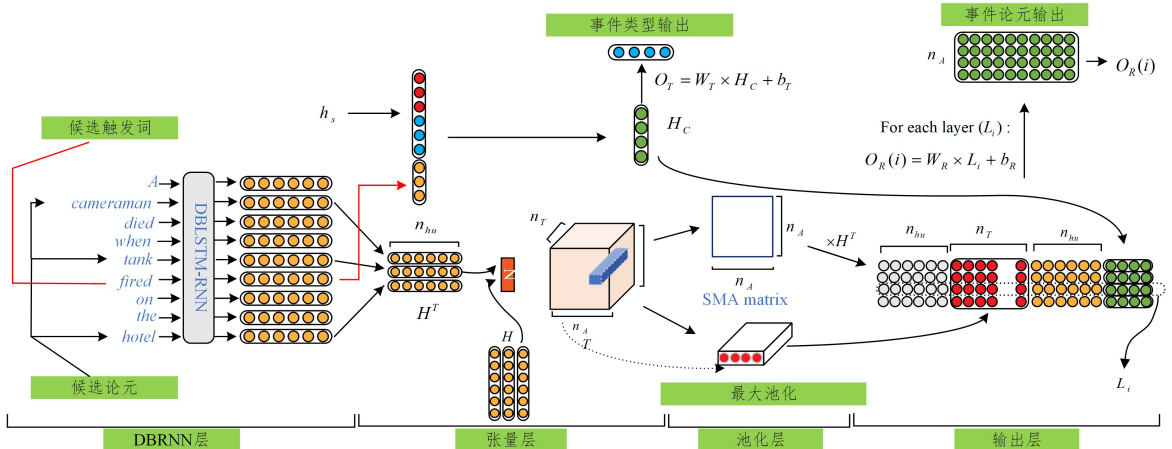 事件类型输出
事件论元输出
n_A
O_R(i)
O_T = W_T × H_C + b_T
h_s
H_C
For each layer (L_i) :
O_R(i) = W_R × L_i + b_R
候选触发词
A
cameraman
died
when
tank
fired
on
the
hotel
DBLSTM-RNN
n_hu
H^T
N
H
n_T
n_A
T
n_A
n_A
SMA matrix
×H^T
n_hu
n_T
n_hu
L_i
候选论元
最大池化
DBRNN层
张量层
池化层
输出层